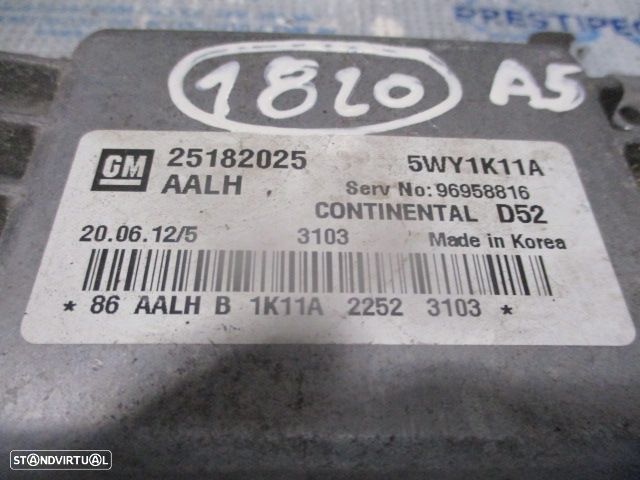 PRESTIPE
1820 A5
GM 25182025 5WY1K11A
AALH Serv No:96958816
CONTINENTAL D52
20.06.12/5 3103 Made in Korea
* 86 AALH B 1K11A 2252 3103 *
STANDVIRTUAL